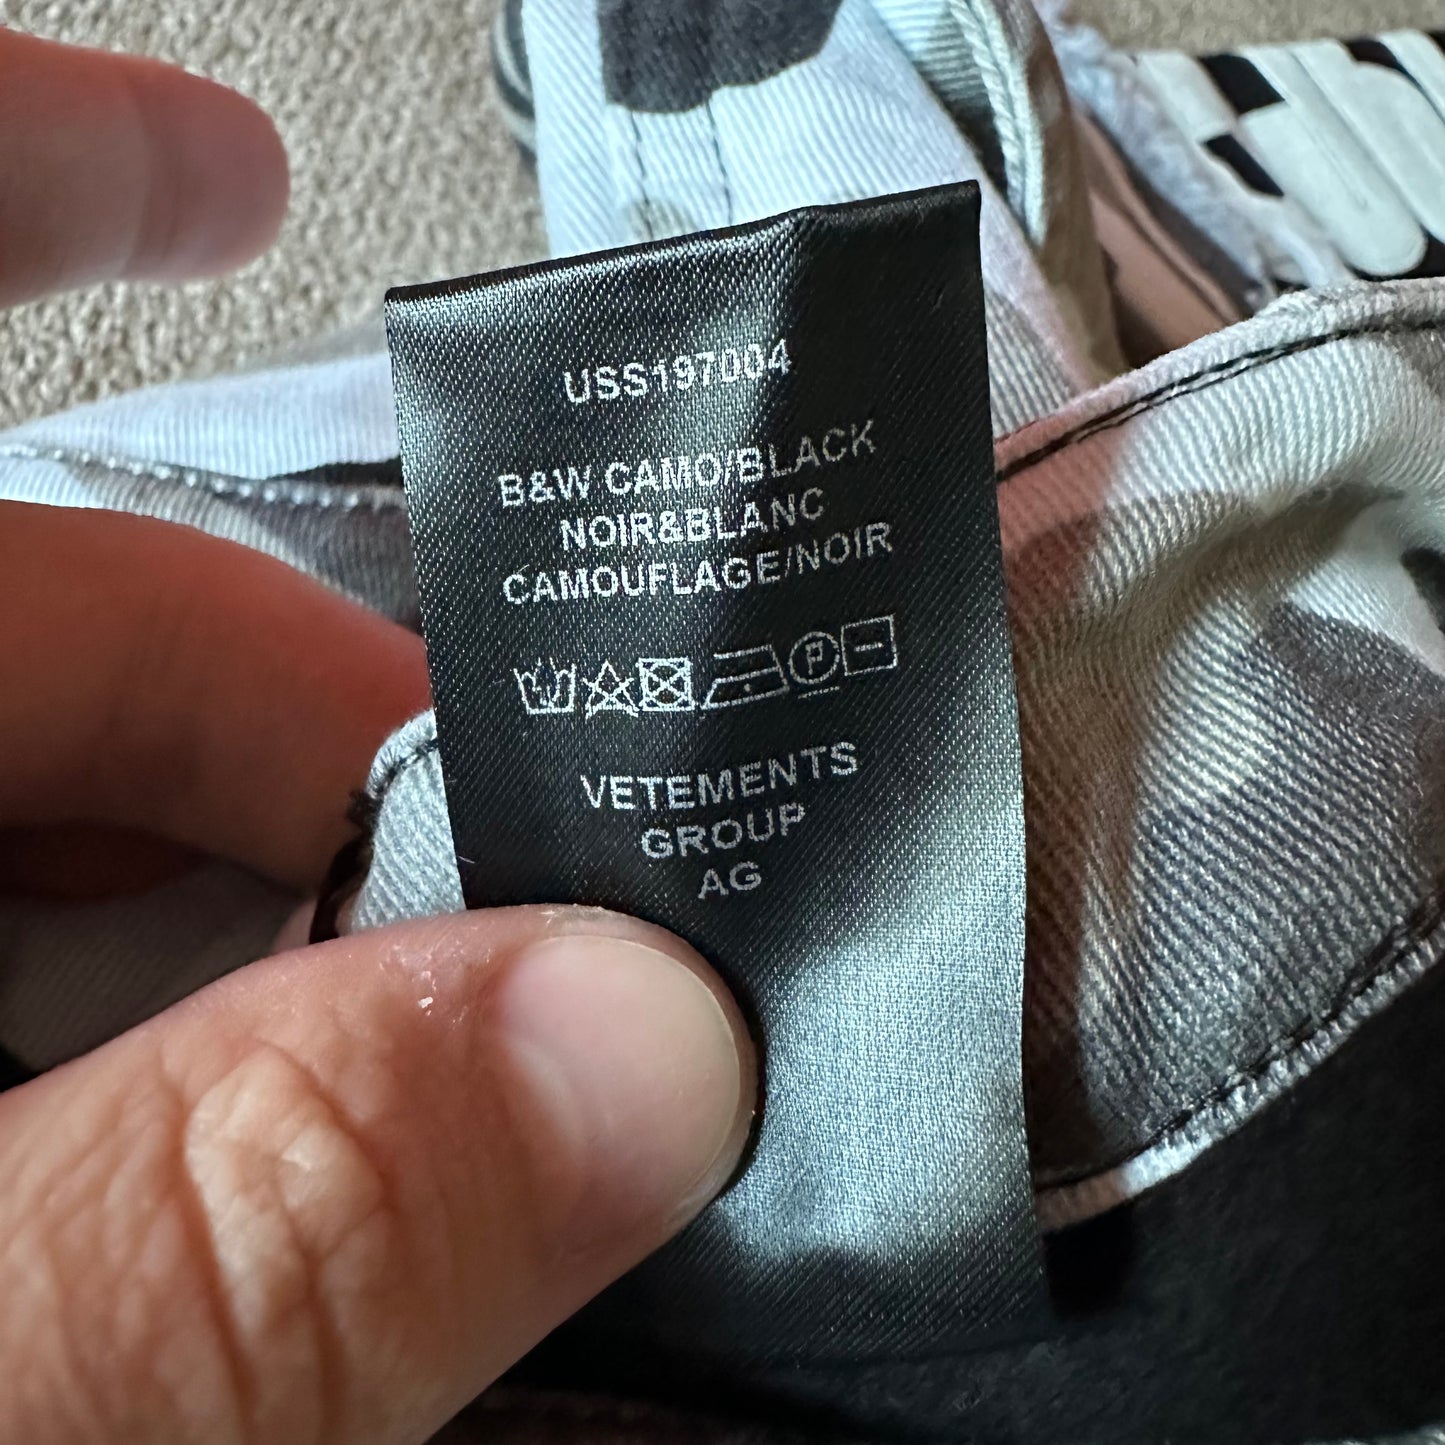 USS197004
B&W CAMO/BLACK
NOIR&BLANC
CAMOUFLAGE/NOIR
P
VETEMENTS
GROUP
AG